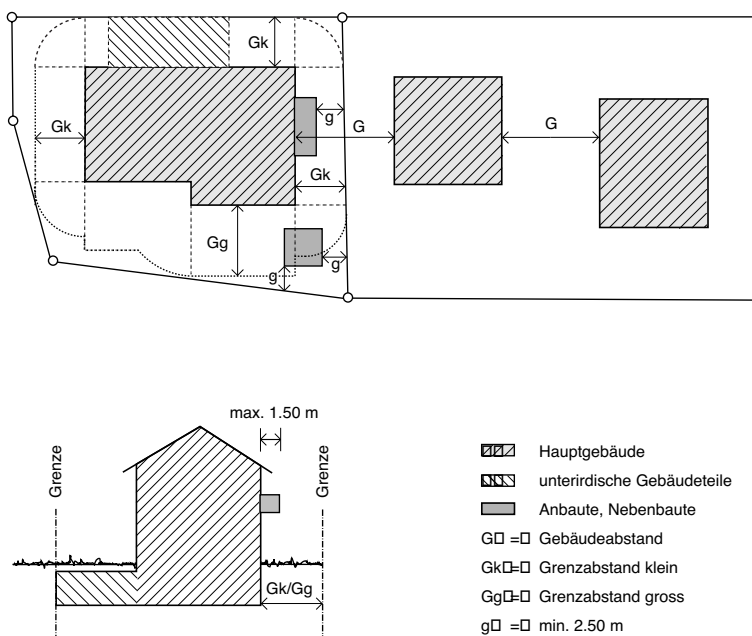 Gk
g
Gk
G
G
Gk
Gg
g
g
max. 1.50 m
Grenze
Grenze
Gk/Gg
Hauptgebäude
unterirdische Gebäudeteile
Anbaute, Nebenbaute
G□ =□ Gebäudeabstand
Gk□=□ Grenzabstand klein
Gg□=□ Grenzabstand gross
g□ =□ min. 2.50 m